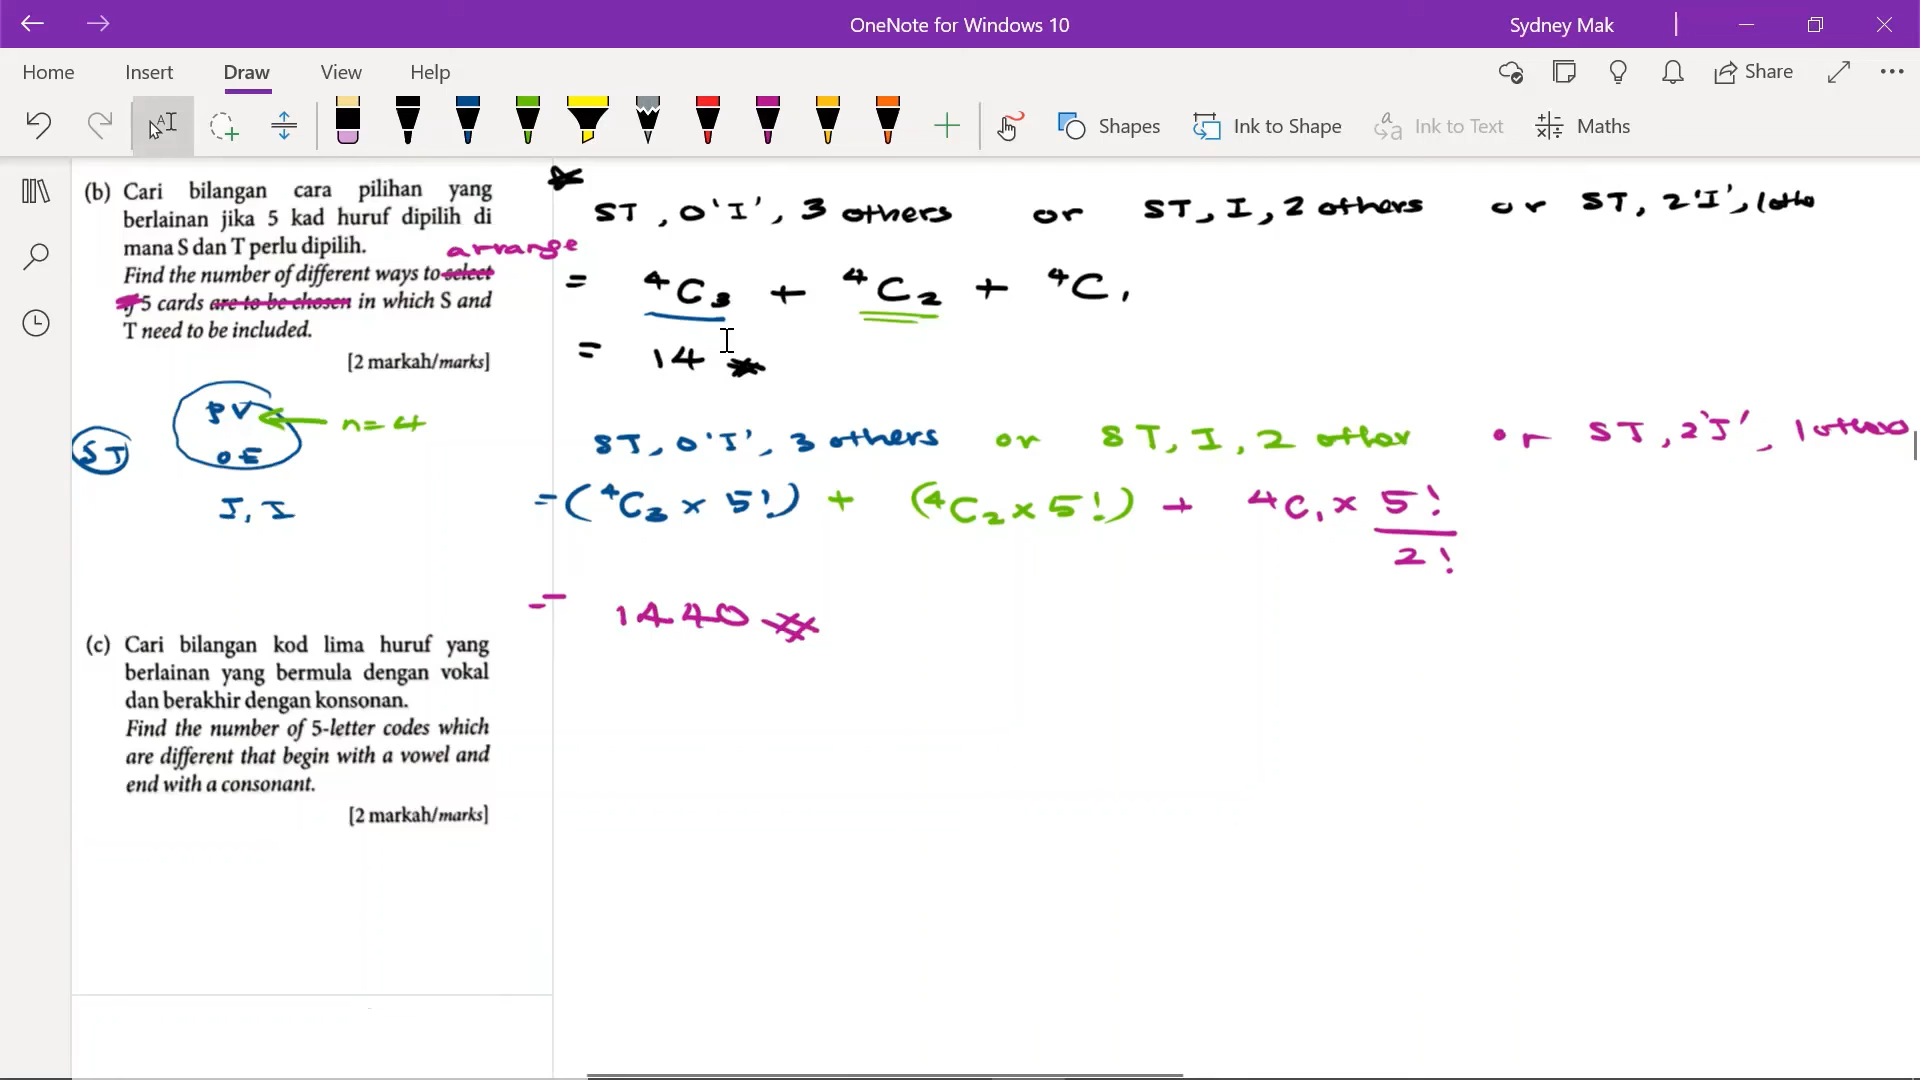 OneNote for Windows 10
Sydney Mak
Home Insert Draw View Help
Share
Shapes Ink to Shape Ink to Text Maths
(b) Cari bilangan cara pilihan yang
berlainan jika 5 kad huruf dipilih di
mana S dan T perlu dipilih.
arrange
Find the number of different ways to select
if 5 cards are to be chosen in which S and
T need to be included.
[2 markah/marks]
ST, 0'I', 3 others or ST, I, 2 others or ST, 2'I',
= ⁴C₃ + ⁴C₂ + ⁴C₁
= 14
ST
PV
OE
n=4
I, I
ST, 0'I', 3 others or ST, I, 2 other or ST, 2'I', 1 others
= (⁴C₃ × 5!) + (⁴C₂ × 5!) + ⁴C₁ × 5!
2!
= 1440
(c) Cari bilangan kod lima huruf yang
berlainan yang bermula dengan vokal
dan berakhir dengan konsonan.
Find the number of 5-letter codes which
are different that begin with a vowel and
end with a consonant.
[2 markah/marks]